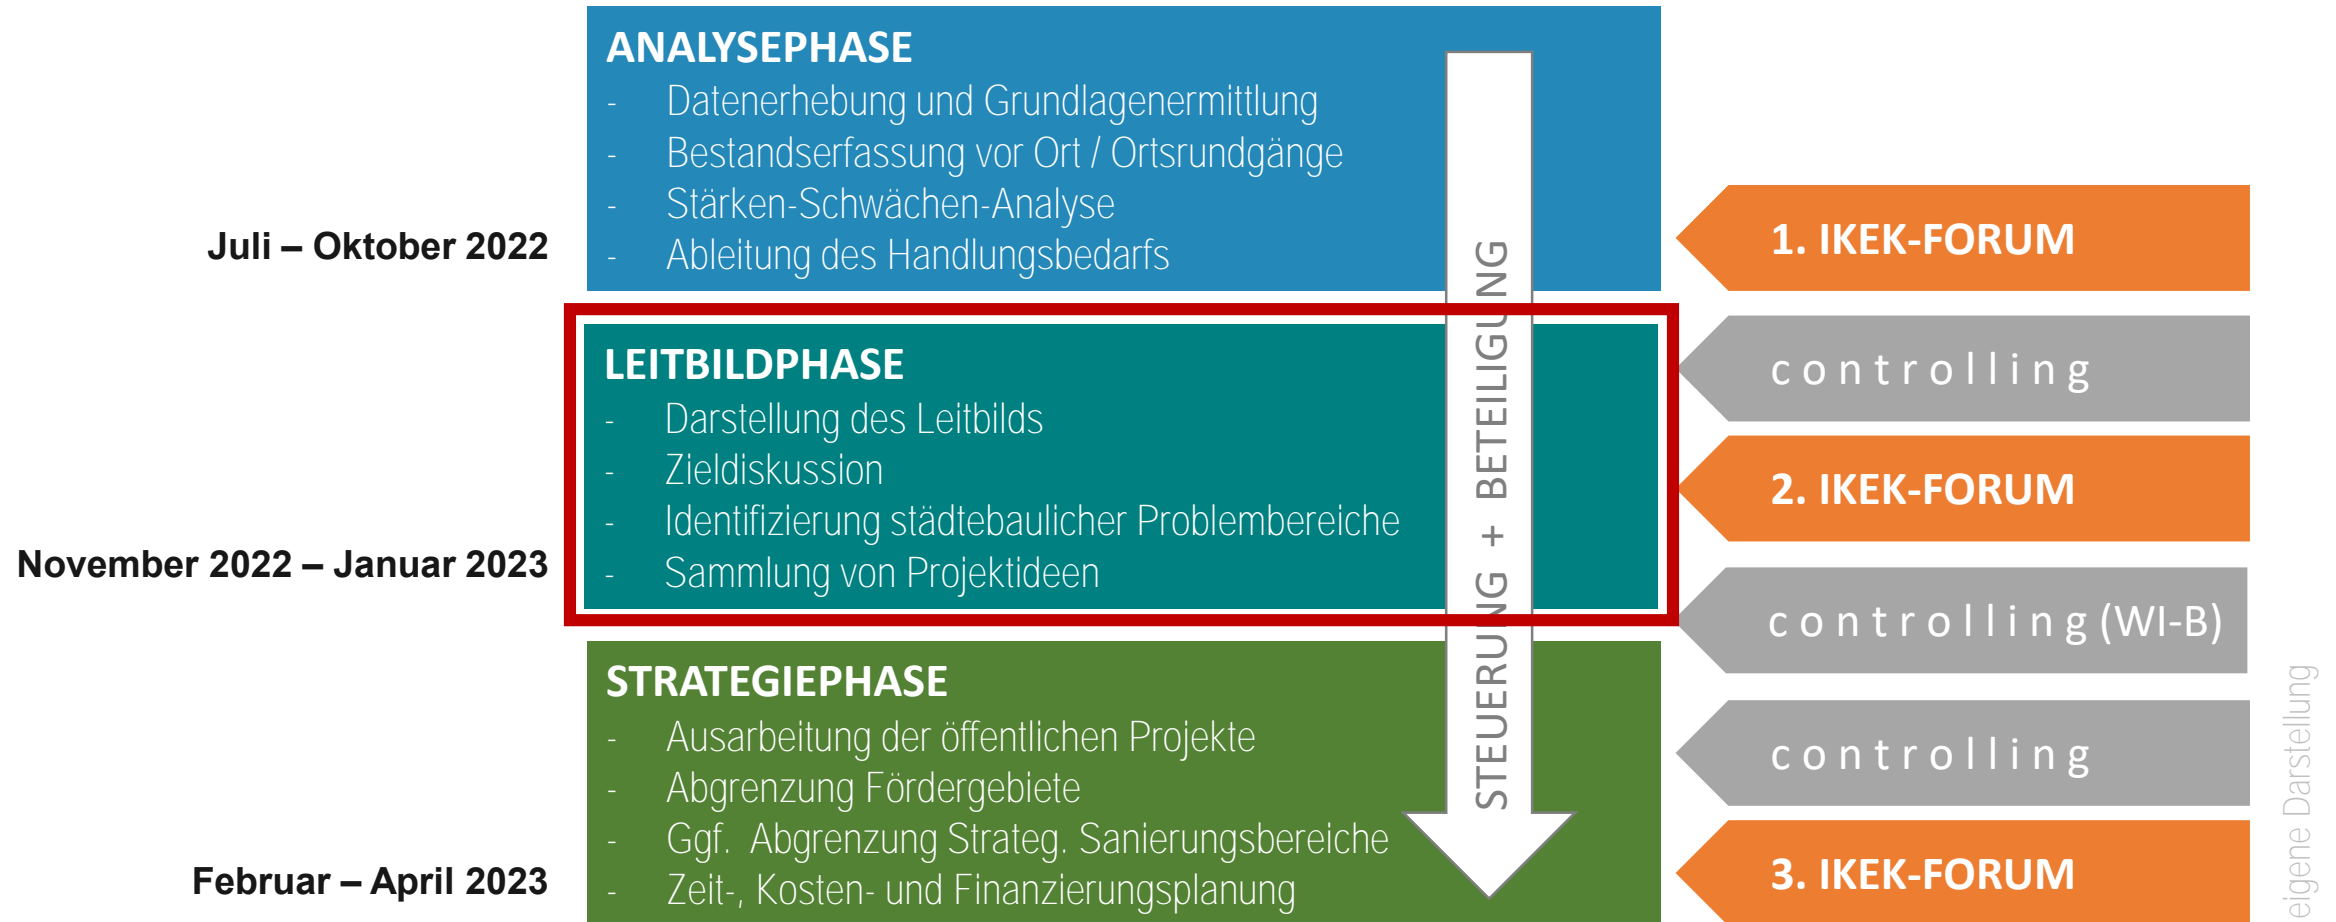 ANALYSEPHASE
- Datenerhebung und Grundlagenermittlung
- Bestandserfassung vor Ort / Ortsrundgänge
- Stärken-Schwächen-Analyse
- Ableitung des Handlungsbedarfs
Juli – Oktober 2022
1. IKEK-FORUM
LEITBILDPHASE
- Darstellung des Leitbilds
- Zieldiskussion
- Identifizierung städtebaulicher Problembereiche
- Sammlung von Projektideen
November 2022 – Januar 2023
controlling
2. IKEK-FORUM
controlling (WI-B)
STRATEGIEPHASE
- Ausarbeitung der öffentlichen Projekte
- Abgrenzung Fördergebiete
- Ggf. Abgrenzung Strateg. Sanierungsbereiche
- Zeit-, Kosten- und Finanzierungsplanung
Februar – April 2023
controlling
3. IKEK-FORUM
STEUERUNG + BETEILIGUNG
eigene Darstellung